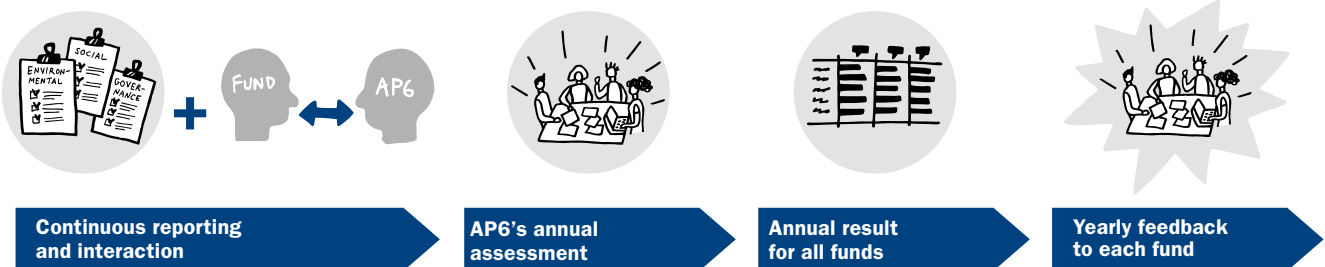 SOCIAL
ENVIRON-
MENTAL
GOVER-
NANCE
FUND
AP6
Continuous reporting
and interaction
AP6's annual
assessment
Annual result
for all funds
Yearly feedback
to each fund